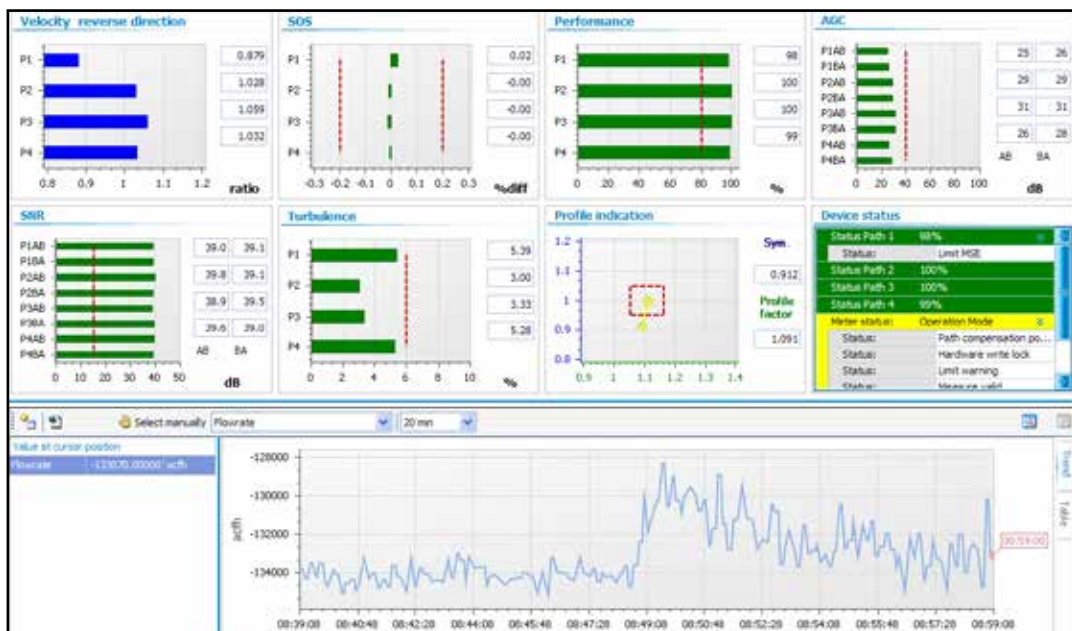 Velocity reverse direction
P1
P2
P3
P4
0.879
1.028
1.059
1.032
0.8 0.9 1 1.1 1.2
ratio
SOS
P1
P2
P3
P4
0.02
-0.00
-0.00
-0.00
-0.3 -0.2 0 0.2 0.3
%diff
Performance
P1
P2
P3
P4
98
100
100
99
0 20 40 60 80 100
%
AGC
P1AB
P1BA
P2AB
P2BA
P3AB
P3BA
P4AB
P4BA
25 26
29 29
31 31
26 28
AB BA
0 20 40 60 80 100
dB
SNR
P1AB
P1BA
P2AB
P2BA
P3AB
P3BA
P4AB
P4BA
39.0 39.1
39.8 39.1
38.9 39.5
39.6 39.0
AB BA
0 10 20 30 40 50
dB
Turbulence
P1
P2
P3
P4
5.39
3.00
3.33
5.28
0 2 4 6 8 10
%
Profile indication
1.2
1.1
1
0.9
0.8
0.9 1 1.1 1.2 1.3 1.4
Sym.
0.912
Profile
factor
1.091
Device status
Status Path 1 98%
Status: Limit MSE
Status Path 2 100%
Status Path 3 100%
Status Path 4 99%
Meter status: Operation Mode
Status: Path compensation po...
Status: Hardware write lock
Status: Limit warning
Status: Measure valid
Select manually Flowrate 20 min
Value at cursor position
Flowrate -133070.00000 acfh
acfh
-128000
-130000
-132000
-134000
08:39:00 08:40:48 08:42:28 08:44:08 08:45:48 08:47:28 08:49:08 08:50:48 08:52:28 08:54:08 08:55:48 08:57:28 08:59:00
Trend
Table